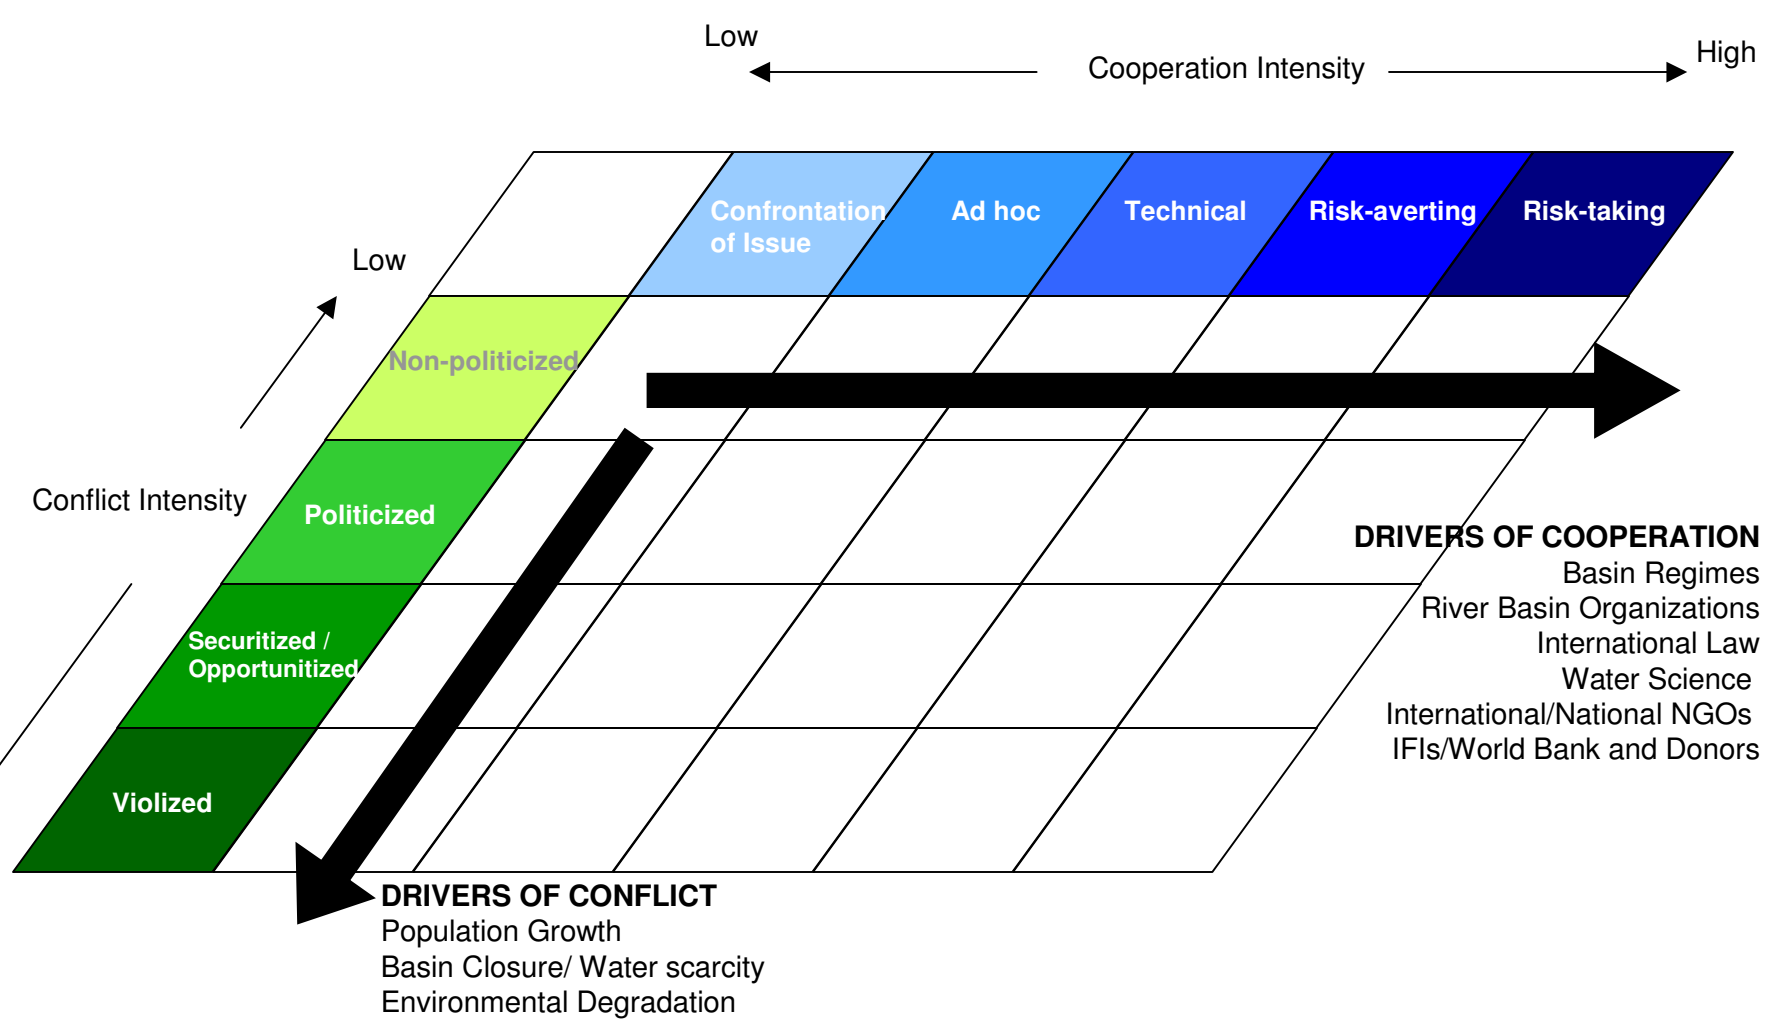 Low
High
Cooperation Intensity
Confrontation
of Issue
Ad hoc
Technical
Risk-averting
Risk-taking
Low
Non-politicized
Conflict Intensity
Politicized
Securitized /
Opportunitized
Violized
DRIVERS OF COOPERATION
Basin Regimes
River Basin Organizations
International Law
Water Science
International/National NGOs
IFIs/World Bank and Donors
DRIVERS OF CONFLICT
Population Growth
Basin Closure/ Water scarcity
Environmental Degradation